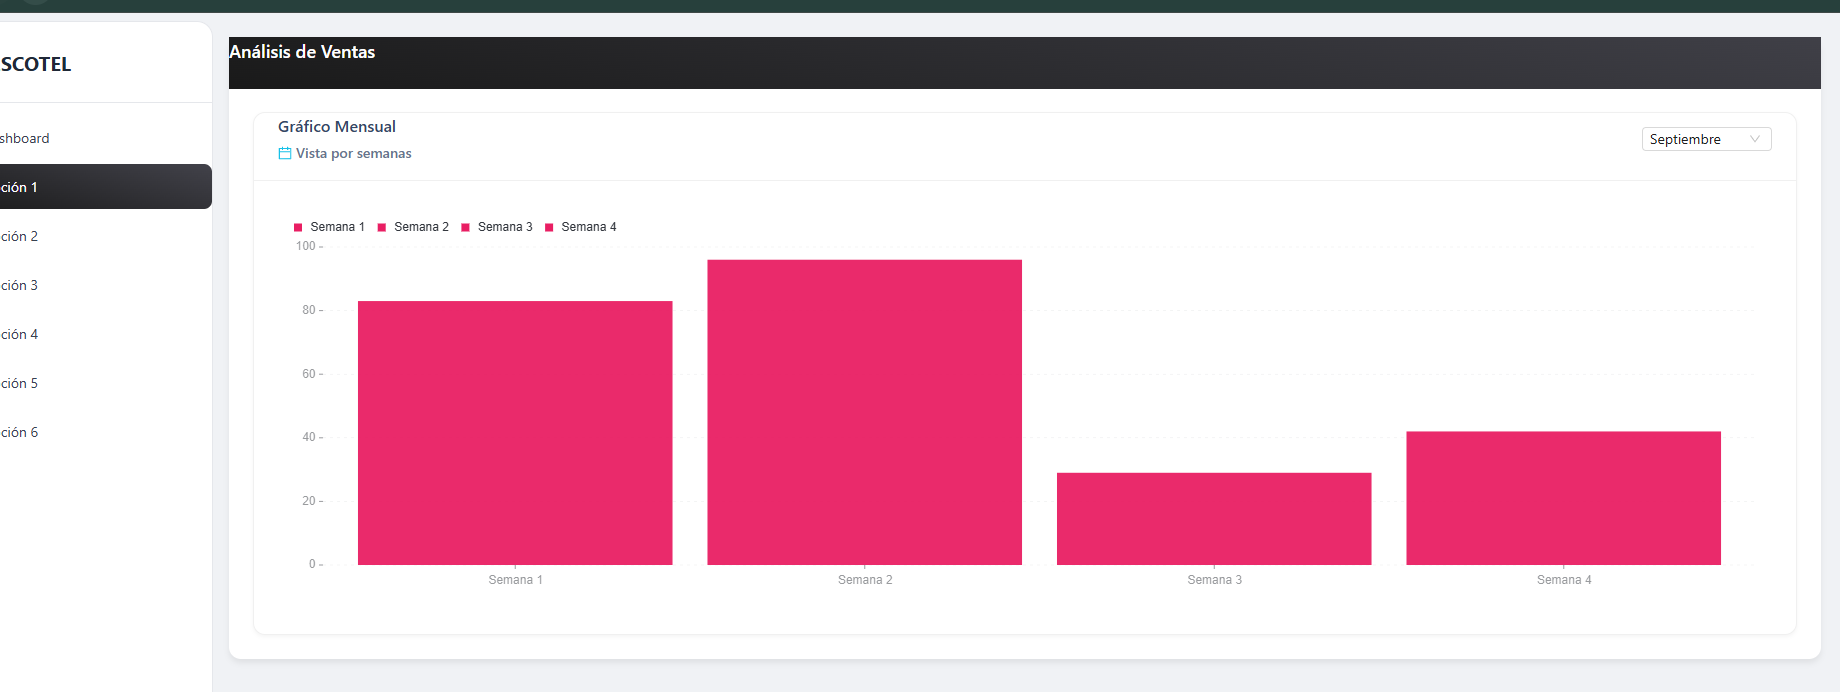 SCOTEL
shboard
ción 1
ción 2
ción 3
ción 4
ción 5
ción 6
Análisis de Ventas
Gráfico Mensual
Vista por semanas
Septiembre
Semana 1 Semana 2 Semana 3 Semana 4
100
80
60
40
20
0
Semana 1 Semana 2 Semana 3 Semana 4